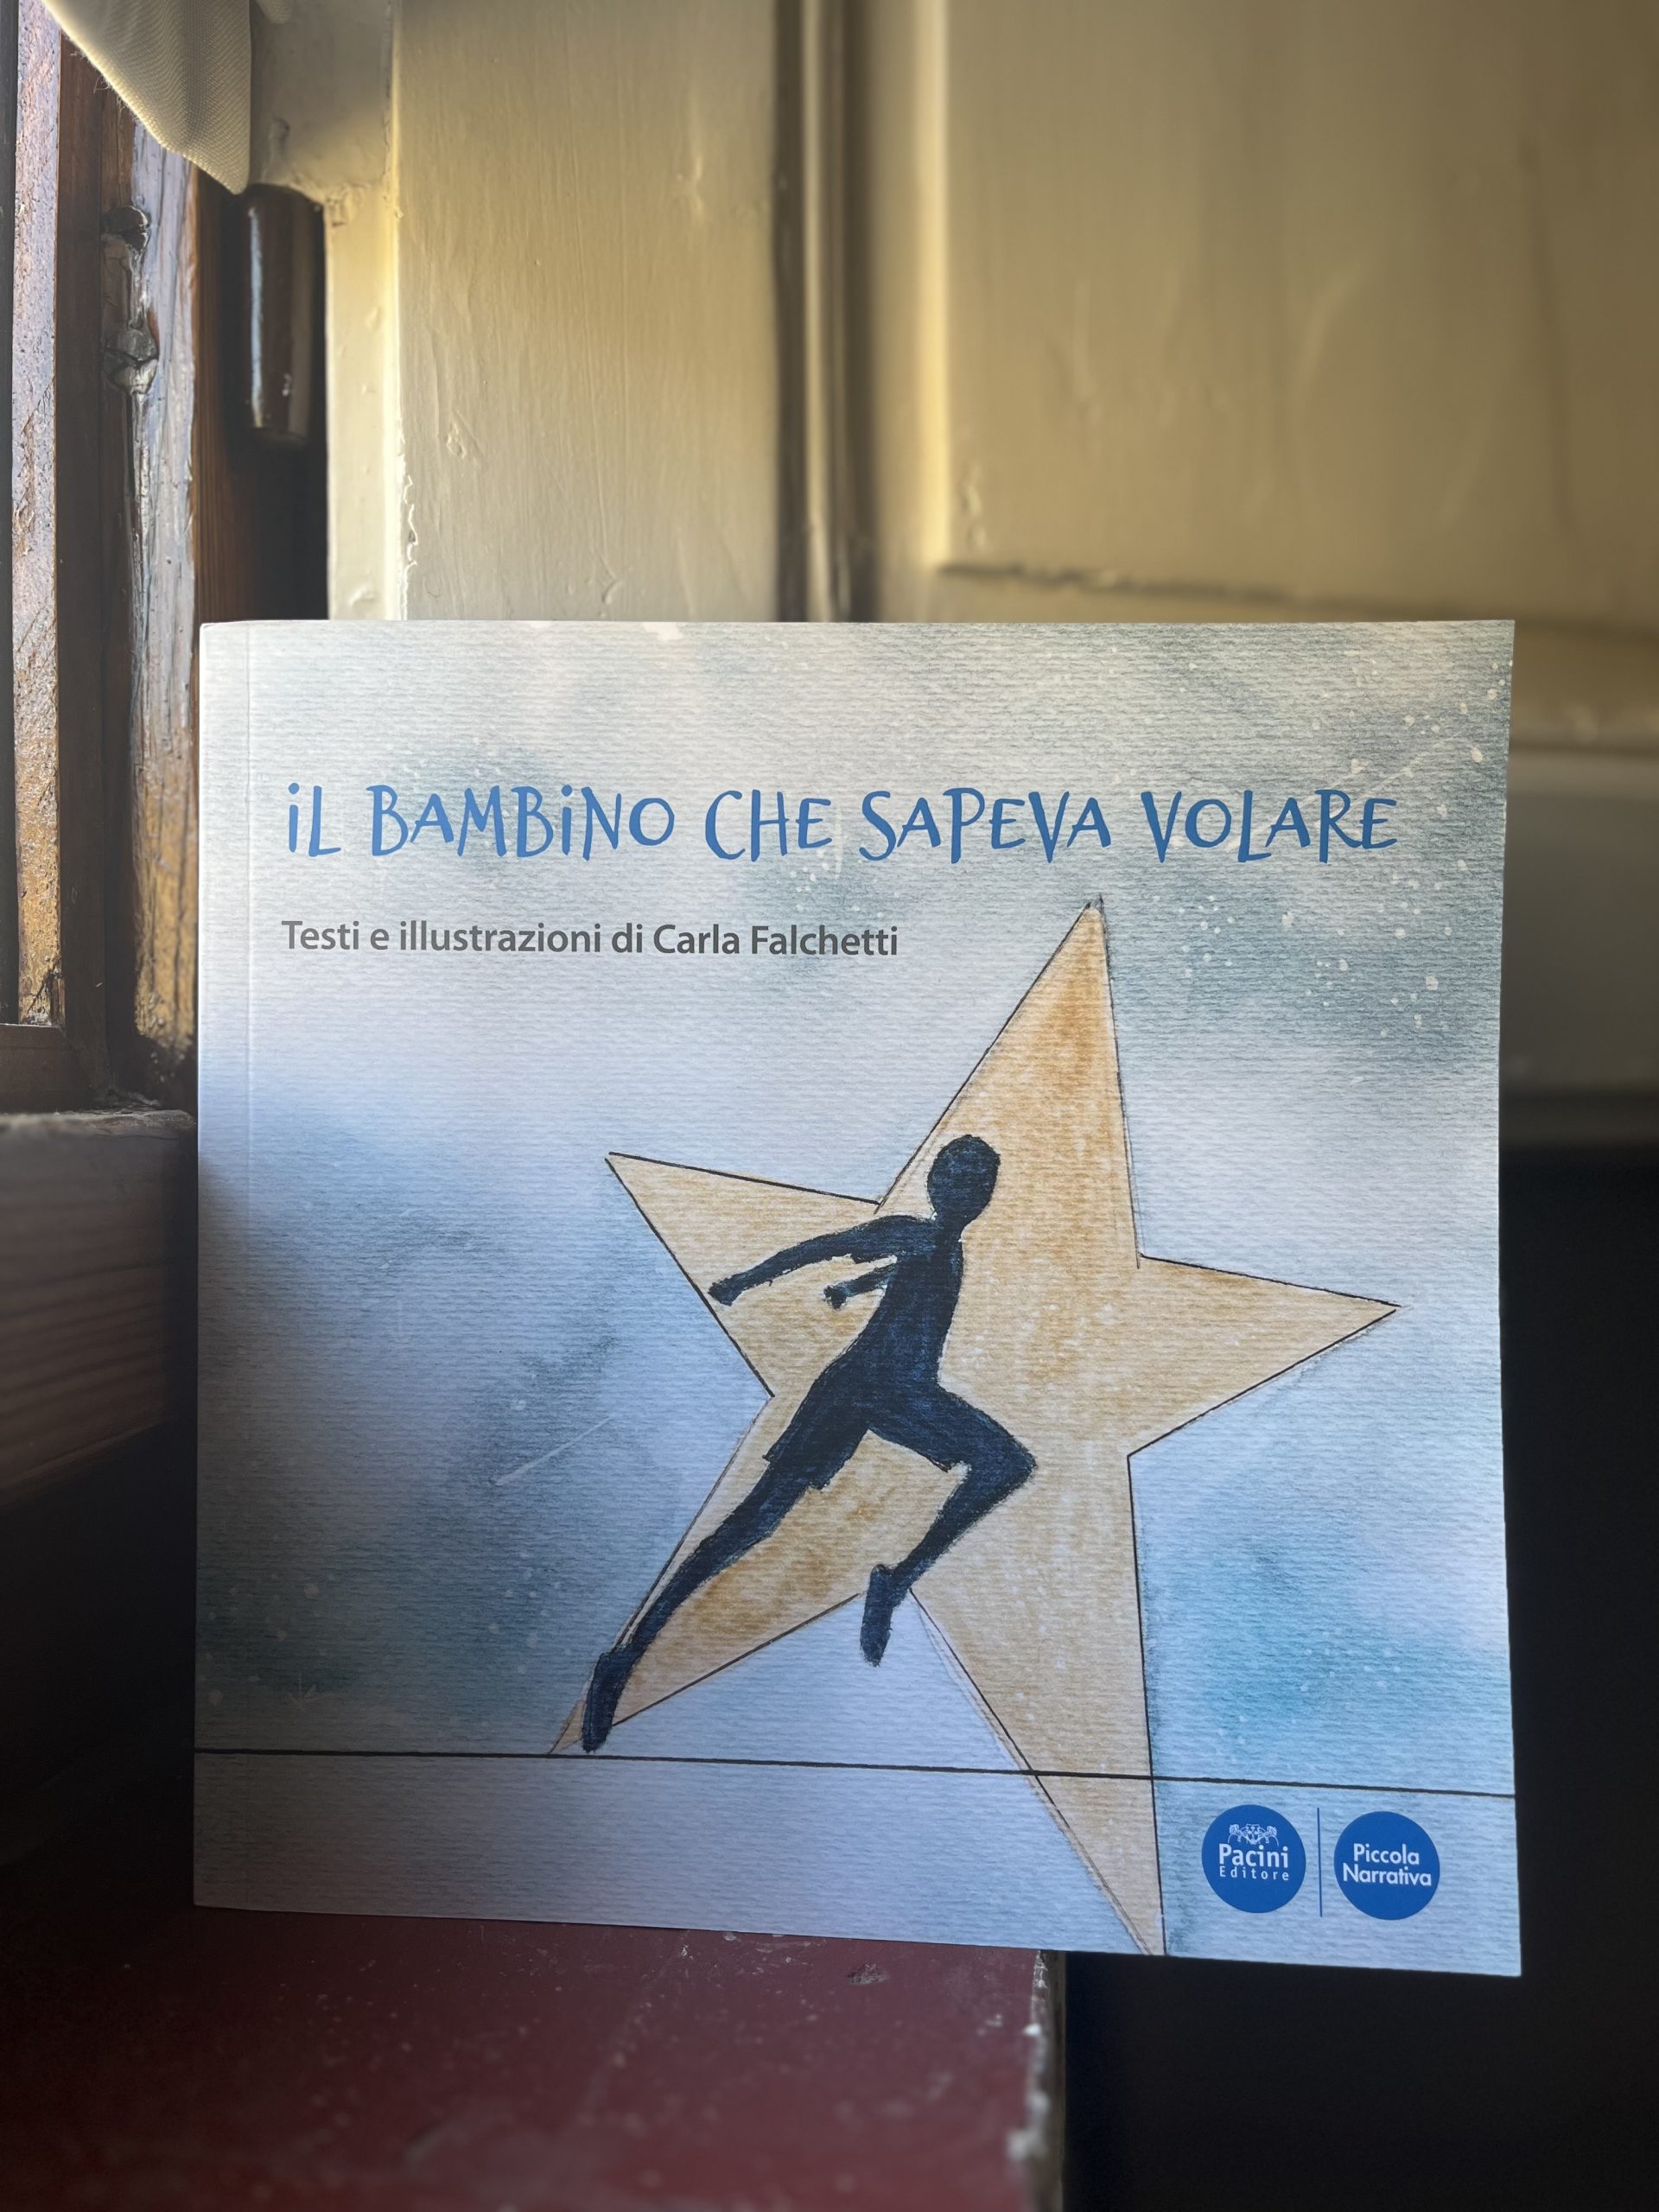 iL BAMBiNO CHE SAPEVA VOLARE
Testi e illustrazioni di Carla Falchetti
Pacini
Editore
Piccola
Narrativa